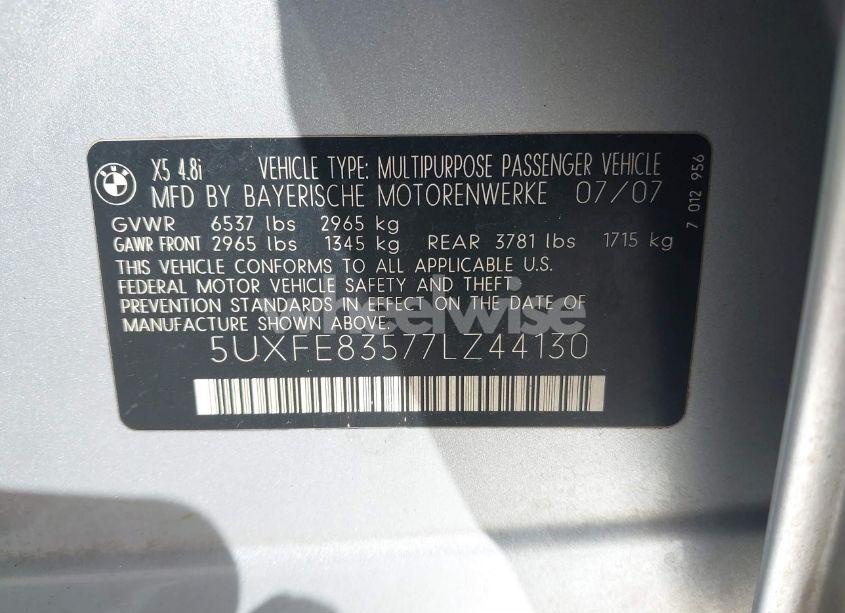 X5 4.8i VEHICLE TYPE: MULTIPURPOSE PASSENGER VEHICLE
MFD BY BAYERISCHE MOTORENWERKE 07/07
GVWR 6537 lbs 2965 kg
GAWR FRONT 2965 lbs 1345 kg REAR 3781 lbs 1715 kg
THIS VEHICLE CONFORMS TO ALL APPLICABLE U.S.
FEDERAL MOTOR VEHICLE SAFETY AND THEFT
PREVENTION STANDARDS IN EFFECT ON THE DATE OF
MANUFACTURE SHOWN ABOVE.
5UXFE83577LZ44130
7 012 956
BMW
wheelwise